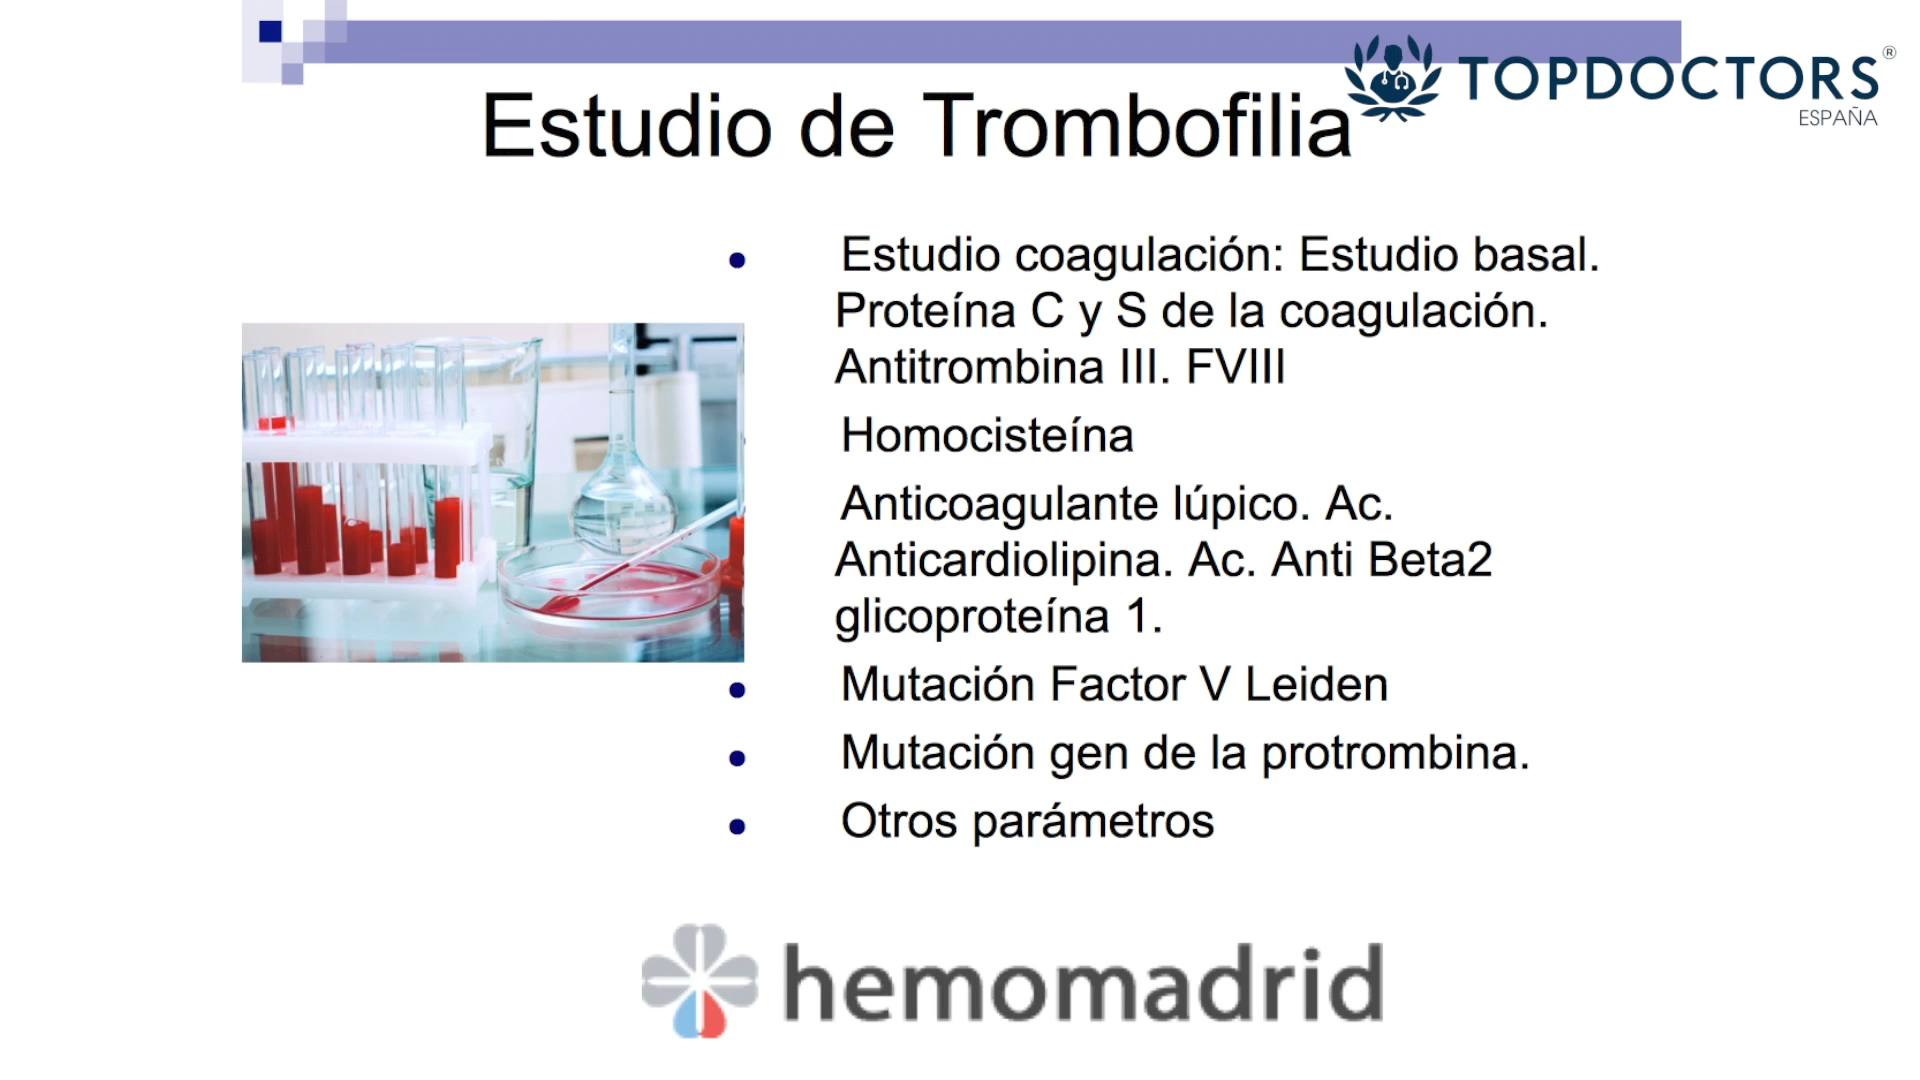 TOPDOCTORS®
ESPAÑA
Estudio de Trombofilia
• Estudio coagulación: Estudio basal.
Proteína C y S de la coagulación.
Antitrombina III. FVIII
Homocisteína
Anticoagulante lúpico. Ac.
Anticardiolipina. Ac. Anti Beta2
glicoproteína 1.
• Mutación Factor V Leiden
• Mutación gen de la protrombina.
• Otros parámetros
hemomadrid